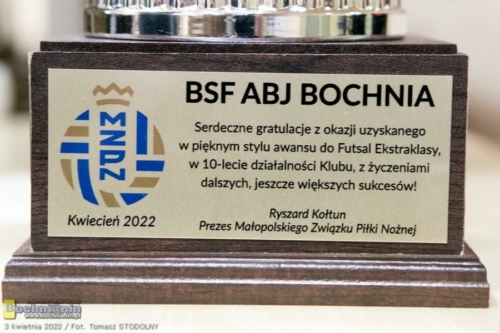 BSF ABJ BOCHNIA
Serdeczne gratulacje z okazji uzyskanego
w pięknym stylu awansu do Futsal Ekstraklasy,
w 10-lecie działalności Klubu, z życzeniami
dalszych, jeszcze większych sukcesów!
MZPN
Kwiecień 2022
Ryszard Kołtun
Prezes Małopolskiego Związku Piłki Nożnej
3 kwietnia 2022 / Fot. Tomasz STODOLNY